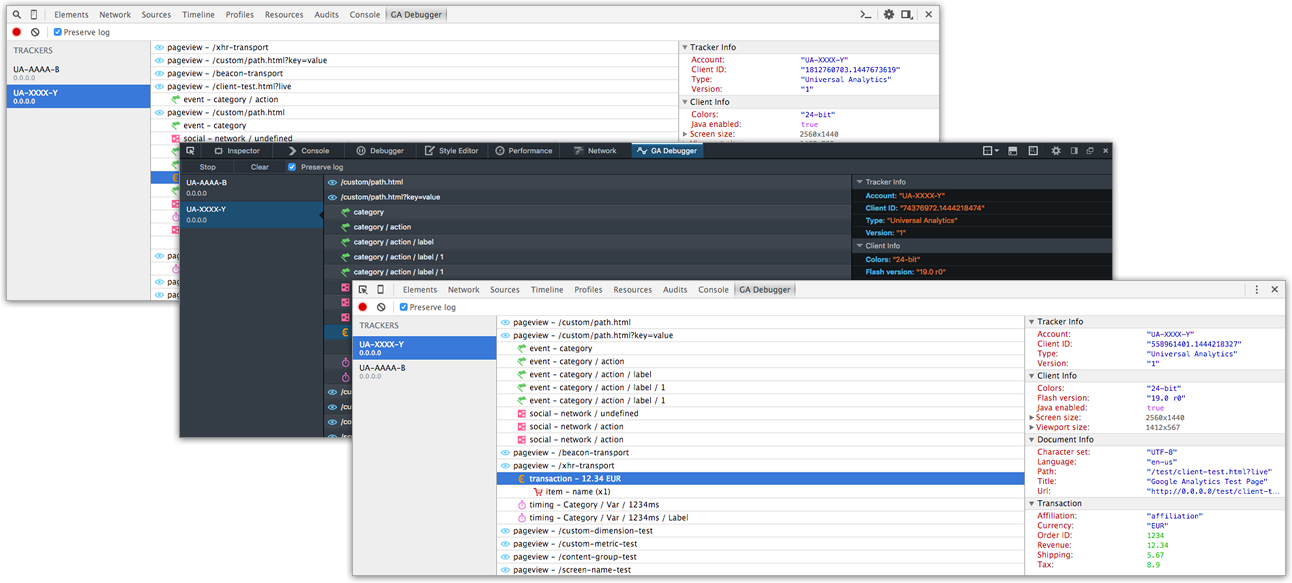 Elements Network Sources Timeline Profiles Resources Audits Console GA Debugger
Preserve log
TRACKERS
UA-AAAA-B
0.0.0.0
UA-XXXX-Y
0.0.0.0
pageview – /xhr-transport
pageview – /custom/path.html?key=value
pageview – /beacon-transport
pageview – /client-test.html?live
event – category / action
pageview – /custom/path.html
event – category
social – network / undefined
Tracker Info
Account: "UA-XXXX-Y"
Client ID: "1812760703.1447673619"
Type: "Universal Analytics"
Version: "1"
Client Info
Colors: "24-bit"
Java enabled: true
Screen size: 2560x1440
pag
pag
pag
Inspector Console Debugger Style Editor Performance Network GA Debugger
Stop Clear Preserve log
UA-AAAA-B
0.0.0.0
UA-XXXX-Y
0.0.0.0
/custom/path.html
/custom/path.html?key=value
category
category / action
category / action / label
category / action / label / 1
category / action / label / 1
/cu
/cu
/co
Tracker Info
Account: "UA-XXXX-Y"
Client ID: "74376972.1444218474"
Type: "Universal Analytics"
Version: "1"
Client Info
Colors: "24-bit"
Flash version: "19.0 r0"
Elements Network Sources Timeline Profiles Resources Audits Console GA Debugger
Preserve log
TRACKERS
UA-XXXX-Y
0.0.0.0
UA-AAAA-B
0.0.0.0
pageview – /custom/path.html
pageview – /custom/path.html?key=value
event – category
event – category / action
event – category / action / label
event – category / action / label / 1
event – category / action / label / 1
social – network / undefined
social – network / action
social – network / action
pageview – /beacon-transport
pageview – /xhr-transport
transaction – 12.34 EUR
item – name (x1)
timing – Category / Var / 1234ms
timing – Category / Var / 1234ms / Label
pageview – /custom-dimension-test
pageview – /custom-metric-test
pageview – /content-group-test
pageview – /screen-name-test
Tracker Info
Account: "UA-XXXX-Y"
Client ID: "558961401.1444218327"
Type: "Universal Analytics"
Version: "1"
Client Info
Colors: "24-bit"
Flash version: "19.0 r0"
Java enabled: true
Screen size: 2560x1440
Viewport size: 1412x567
Document Info
Character set: "UTF-8"
Language: "en-us"
Path: "/test/client-test.html?live"
Title: "Google Analytics Test Page"
Url: "http://0.0.0.0/test/client-t...
Transaction
Affiliation: "affiliation"
Currency: "EUR"
Order ID: 1234
Revenue: 12.34
Shipping: 5.67
Tax: 8.9